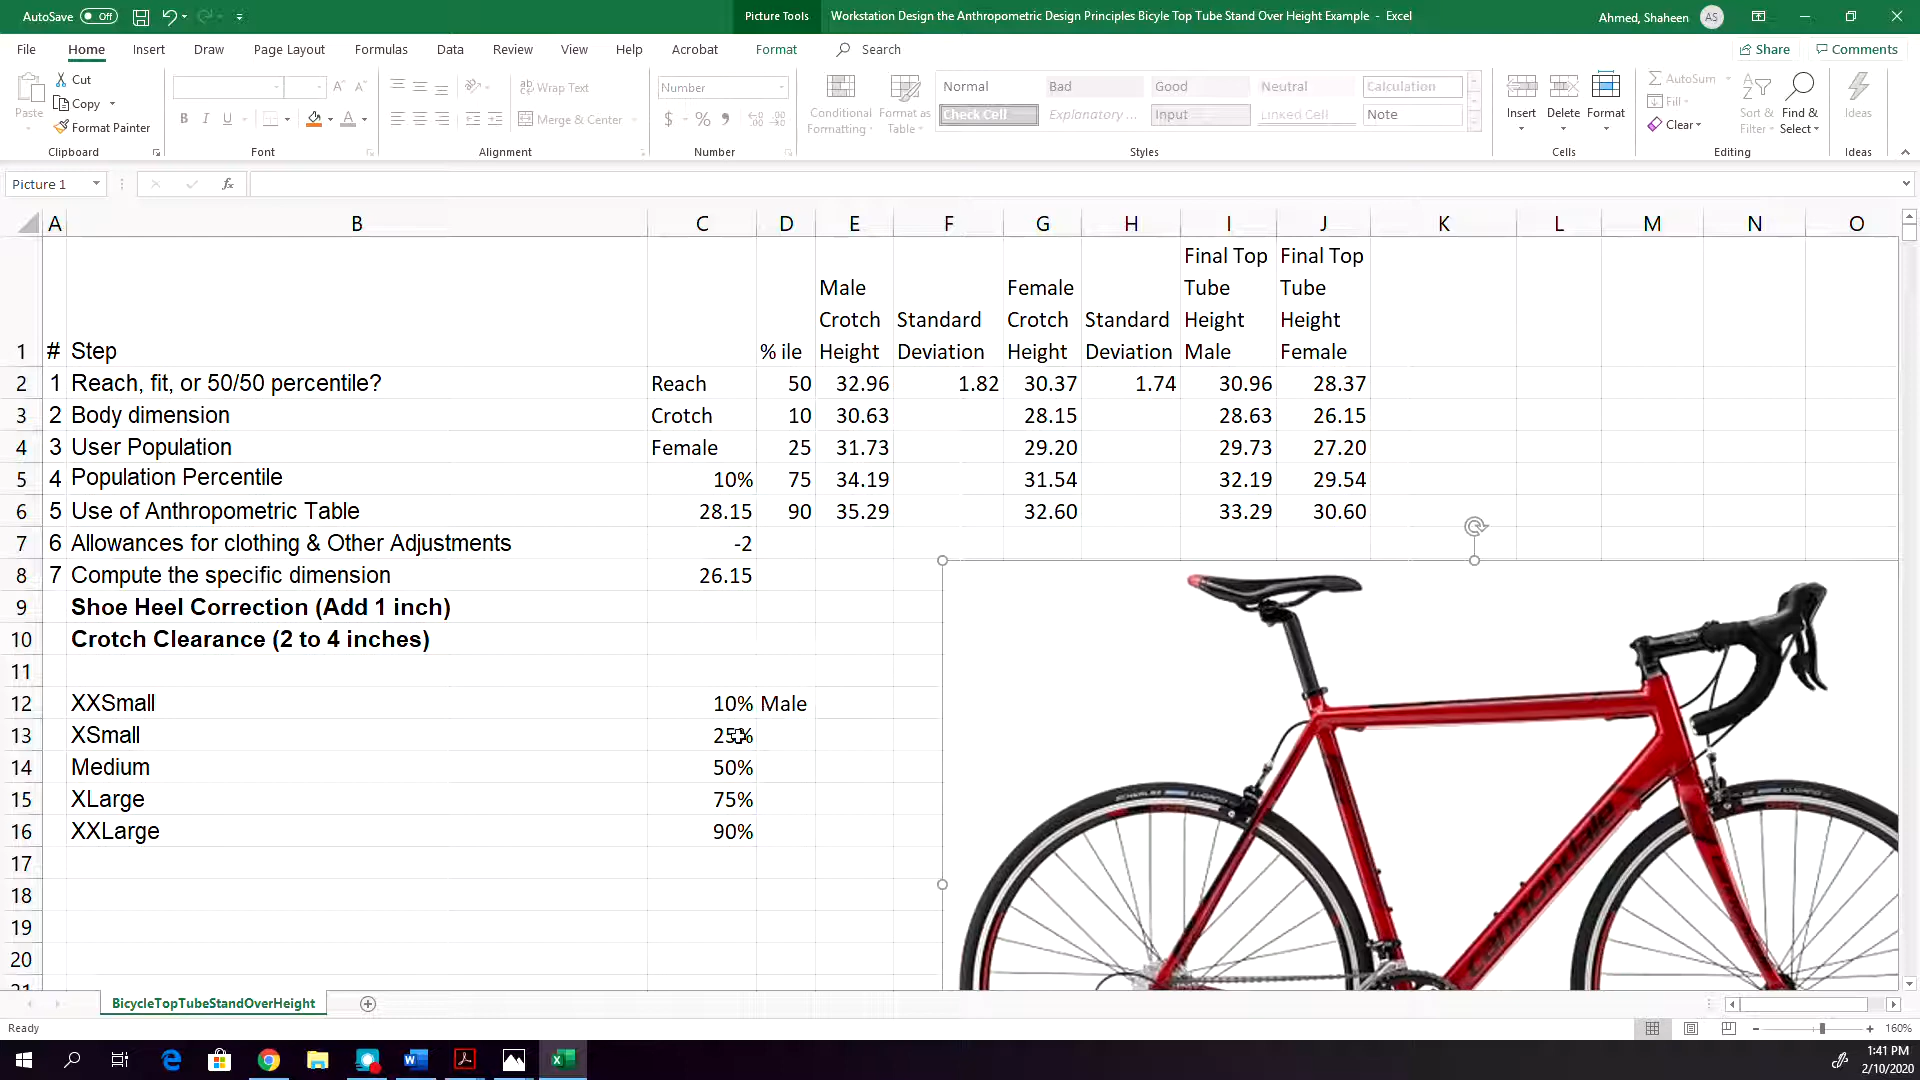 AutoSave Off
Picture Tools
Workstation Design the Anthropometric Design Principles Bicyle Top Tube Stand Over Height Example - Excel
Ahmed, Shaheen AS
File Home Insert Draw Page Layout Formulas Data Review View Help Acrobat Format Search Share Comments
Paste Cut Copy Format Painter
Clipboard
B I U A A A
Font
Wrap Text
Merge & Center
Alignment
Number
$ % ,
Number
Conditional Formatting
Format as Table
Normal Bad Good Neutral Calculation
Check Cell Explanatory ... Input Linked Cell Note
Styles
Insert Delete Format
Cells
AutoSum
Fill
Clear
Sort & Filter
Find & Select
Editing
Ideas
Ideas
Picture 1 fx
A B C D E F G H I J K L M N O
1 # Step % ile Male Crotch Height Standard Deviation Female Crotch Height Standard Deviation Final Top Tube Height Male Final Top Tube Height Female
2 1 Reach, fit, or 50/50 percentile? Reach 50 32.96 1.82 30.37 1.74 30.96 28.37
3 2 Body dimension Crotch 10 30.63 28.15 28.63 26.15
4 3 User Population Female 25 31.73 29.20 29.73 27.20
5 4 Population Percentile 10% 75 34.19 31.54 32.19 29.54
6 5 Use of Anthropometric Table 28.15 90 35.29 32.60 33.29 30.60
7 6 Allowances for clothing & Other Adjustments -2
8 7 Compute the specific dimension 26.15
9 Shoe Heel Correction (Add 1 inch)
10 Crotch Clearance (2 to 4 inches)
11
12 XXSmall 10% Male
13 XSmall 25%
14 Medium 50%
15 XLarge 75%
16 XXLarge 90%
17
18
19
20
cannondale
BicycleTopTubeStandOverHeight
Ready
160%
1:41 PM
2/10/2020